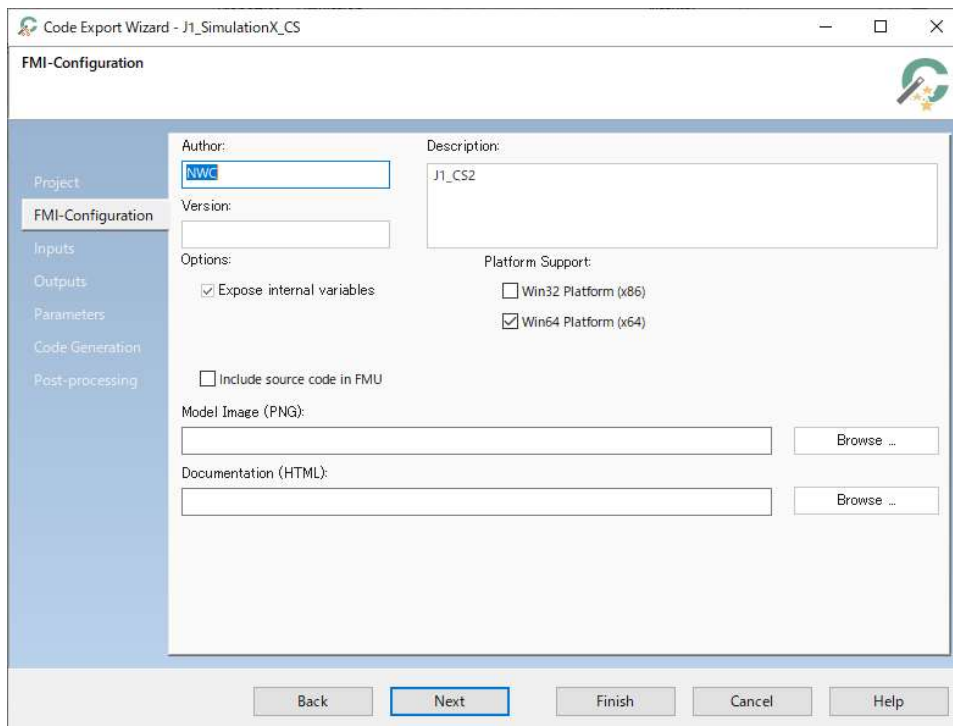 Code Export Wizard - J1_SimulationX_CS
FMI-Configuration
Project
FMI-Configuration
Inputs
Outputs
Parameters
Code Generation
Post-processing
Author:
NWC
Version:
Description:
J1_CS2
Options:
Expose internal variables
Platform Support:
Win32 Platform (x86)
Win64 Platform (x64)
Include source code in FMU
Model Image (PNG):
Browse ...
Documentation (HTML):
Browse ...
Back
Next
Finish
Cancel
Help